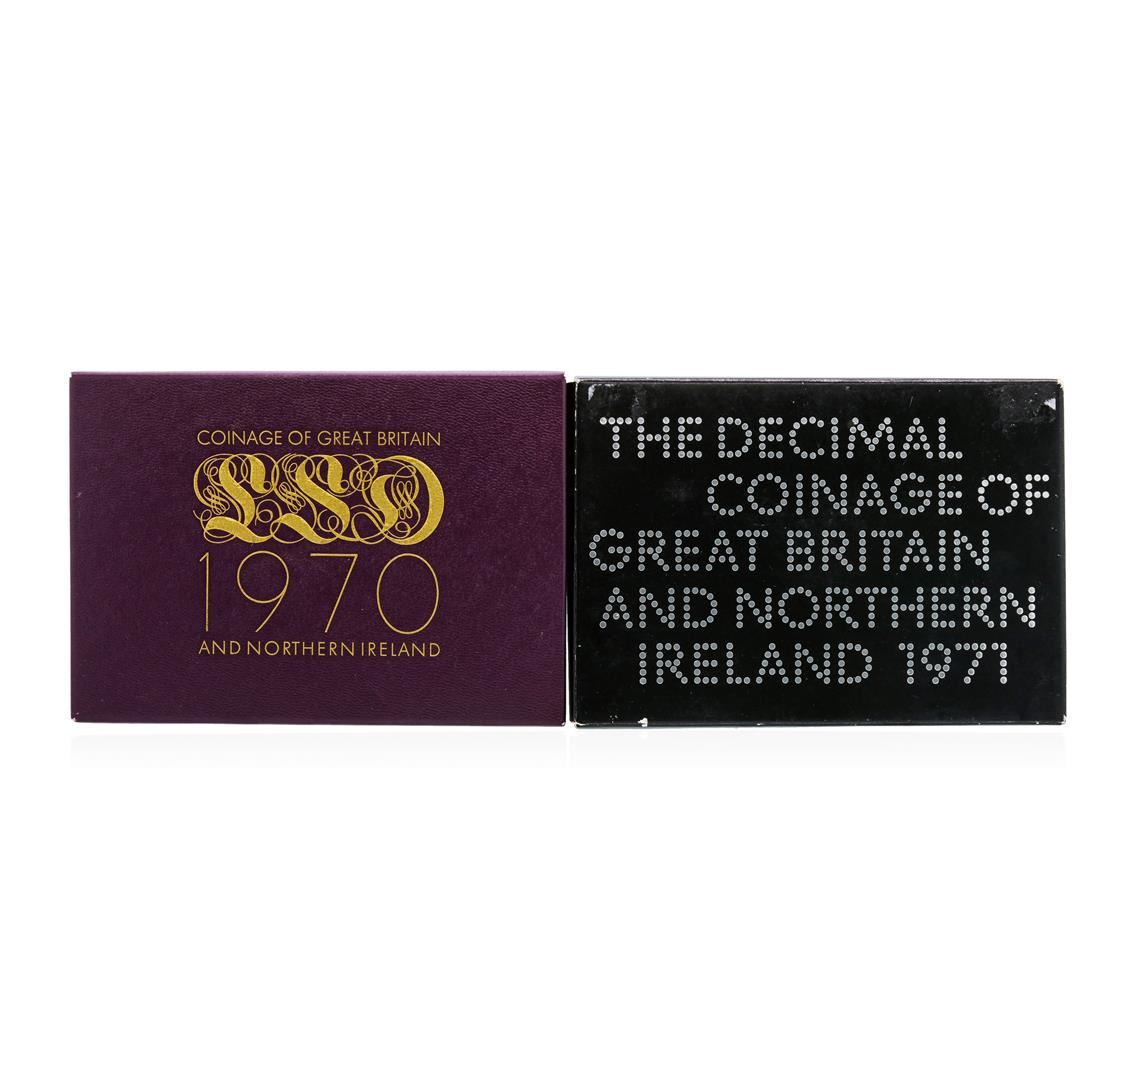 COINAGE OF GREAT BRITAIN
LSD
1970
AND NORTHERN IRELAND
THE DECIMAL
COINAGE OF
GREAT BRITAIN
AND NORTHERN
IRELAND 1971